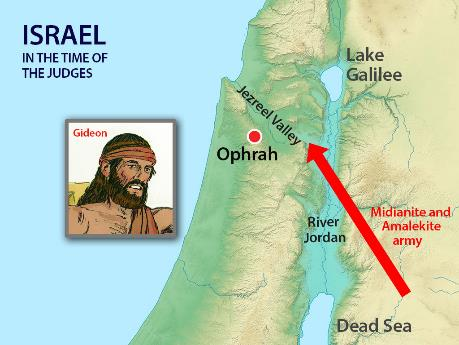 ISRAEL
IN THE TIME OF
THE JUDGES
Lake
Galilee
Jezreel Valley
Gideon
Ophrah
Midianite and
Amalekite
army
River
Jordan
Dead Sea